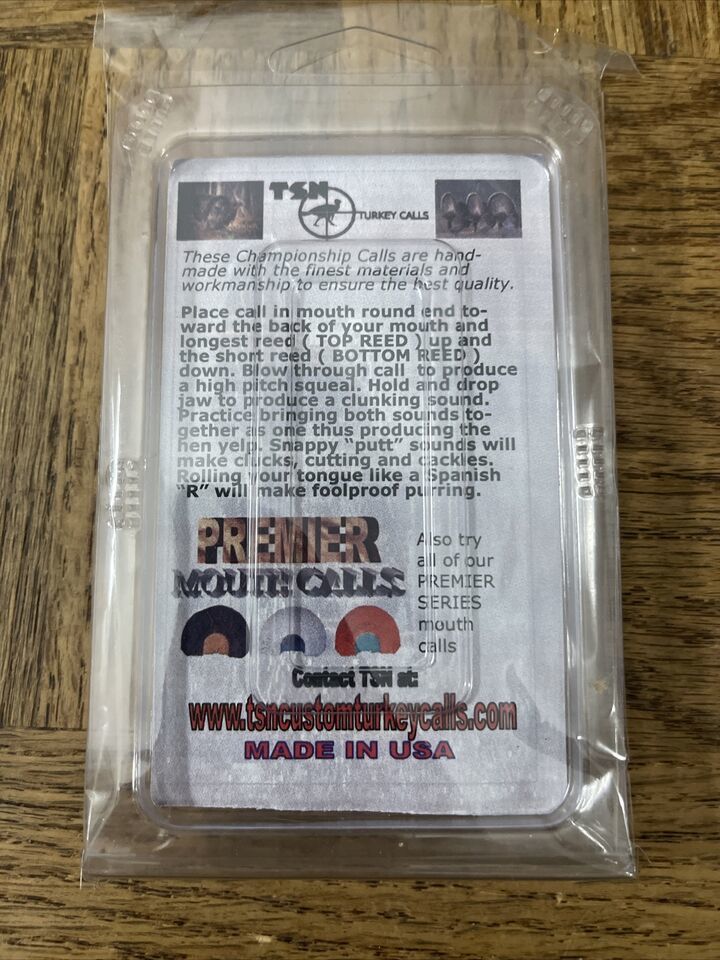 TSN
TURKEY CALLS
These Championship Calls are hand-
made with the finest materials and
workmanship to ensure the best quality.
Place call in mouth round end to-
ward the back of your mouth and
longest reed ( TOP REED ) up and
the short reed ( BOTTOM REED )
down. Blow through call to produce
a high pitch squeal. Hold and drop
jaw to produce a clunking sound.
Practice bringing both sounds to-
gether as one thus producing the
hen yelp. Snappy “putt” sounds will
make clucks, cutting and cackles.
Rolling your tongue like a Spanish
“R” will make foolproof purring.
PREMIER
MOUTH CALLS
Also try
all of our
PREMIER
SERIES
mouth
calls
Contact TSN at:
www.tsncustomturkeycalls.com
MADE IN USA